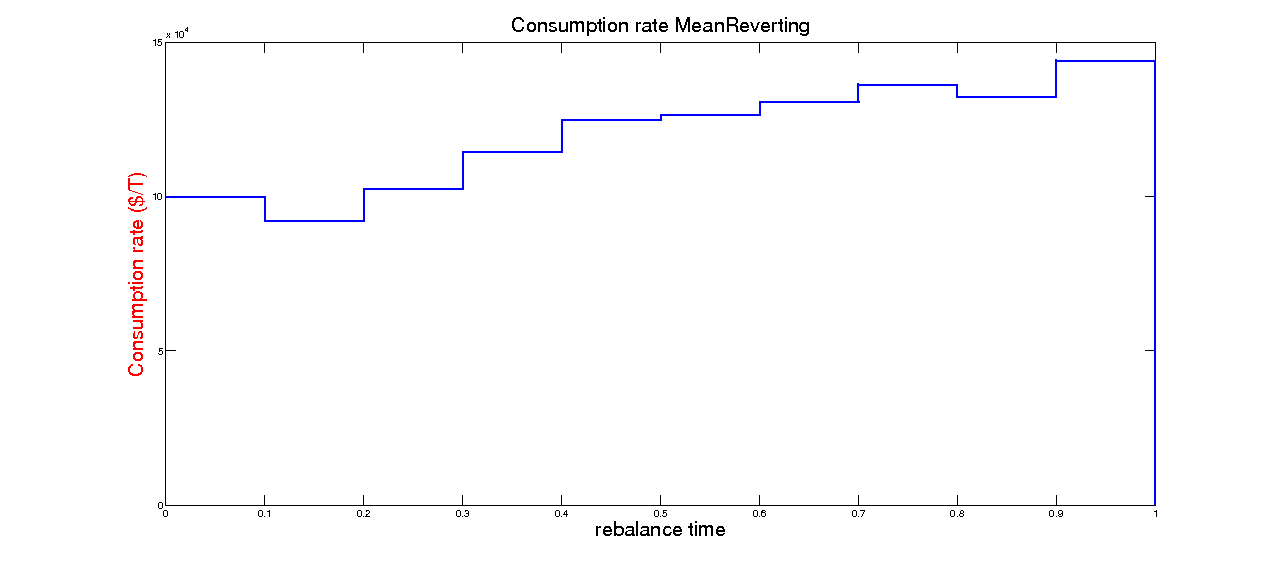 Consumption rate MeanReverting
x 10^4
15
10
5
0
Consumption rate ($/T)
0 0.1 0.2 0.3 0.4 0.5 0.6 0.7 0.8 0.9 1
rebalance time